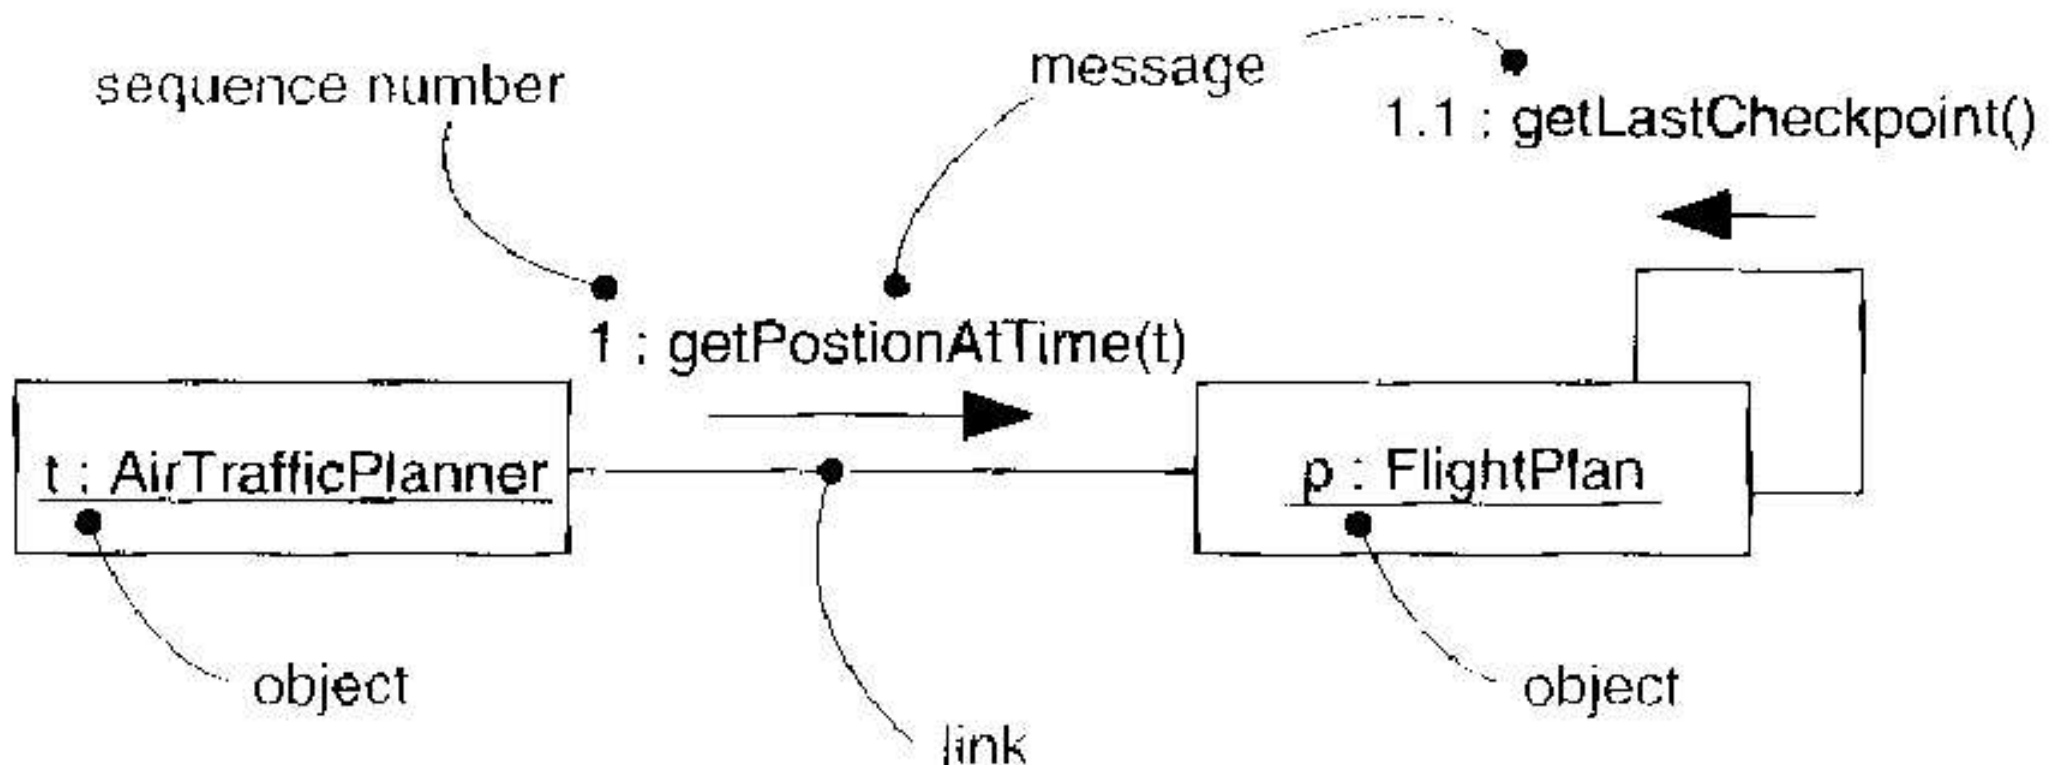 sequence number
message
1.1 : getLastCheckpoint()
1 : getPostionAtTime(t)
t : AirTrafficPlanner
p : FlightPlan
object
object
link